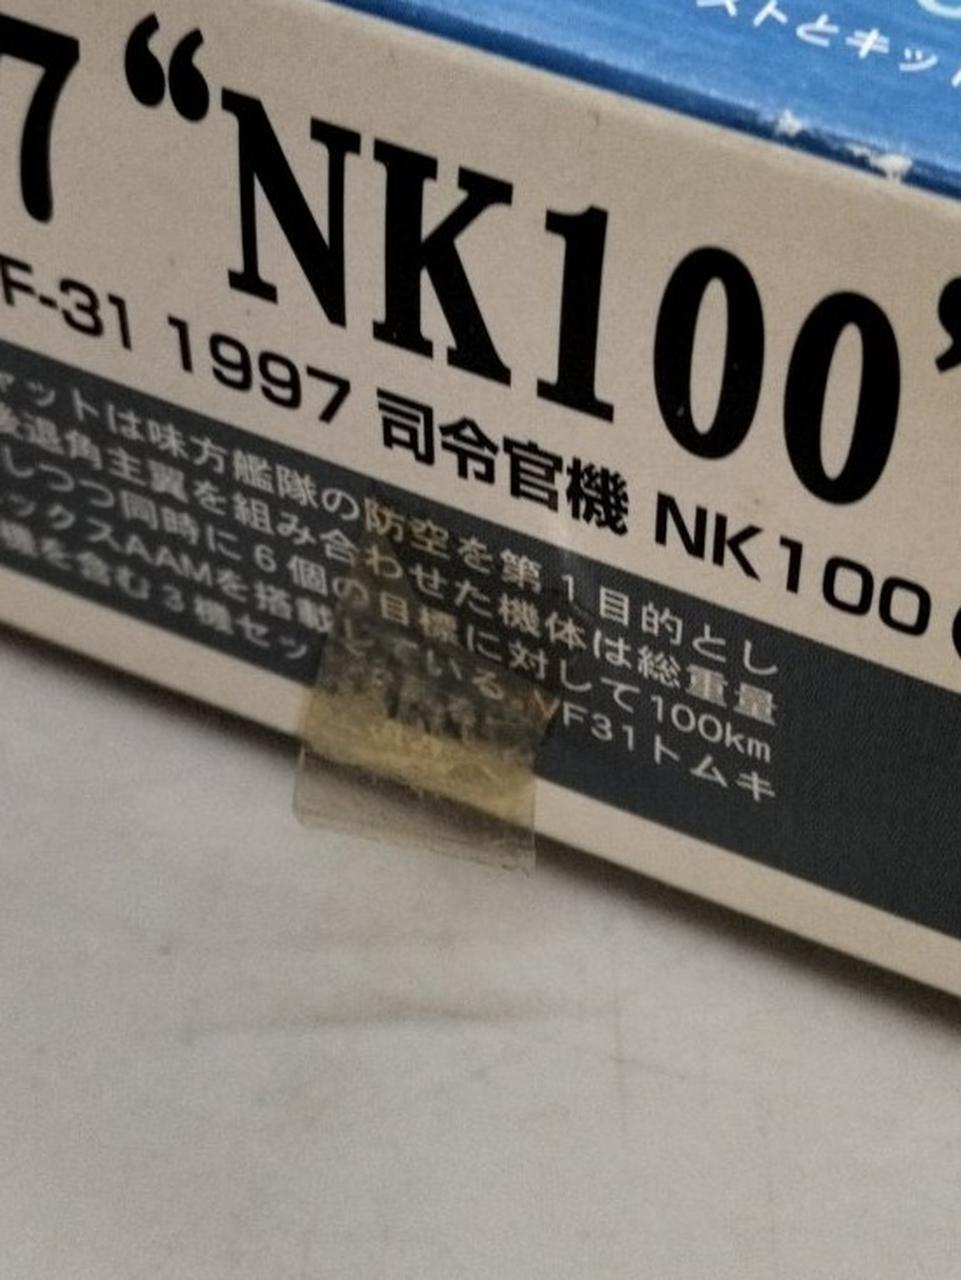 ストとキット
7 “NK100”
F-31 1997 司令官機 NK100 (
ャットは味方艦隊の防空を第1目的とし
後退角主翼を組み合わせた機体は総重量
しつつ同時に6個の目標に対して100km
ックスAAMを搭載している。VF31トムキ
機を含む3機セッ